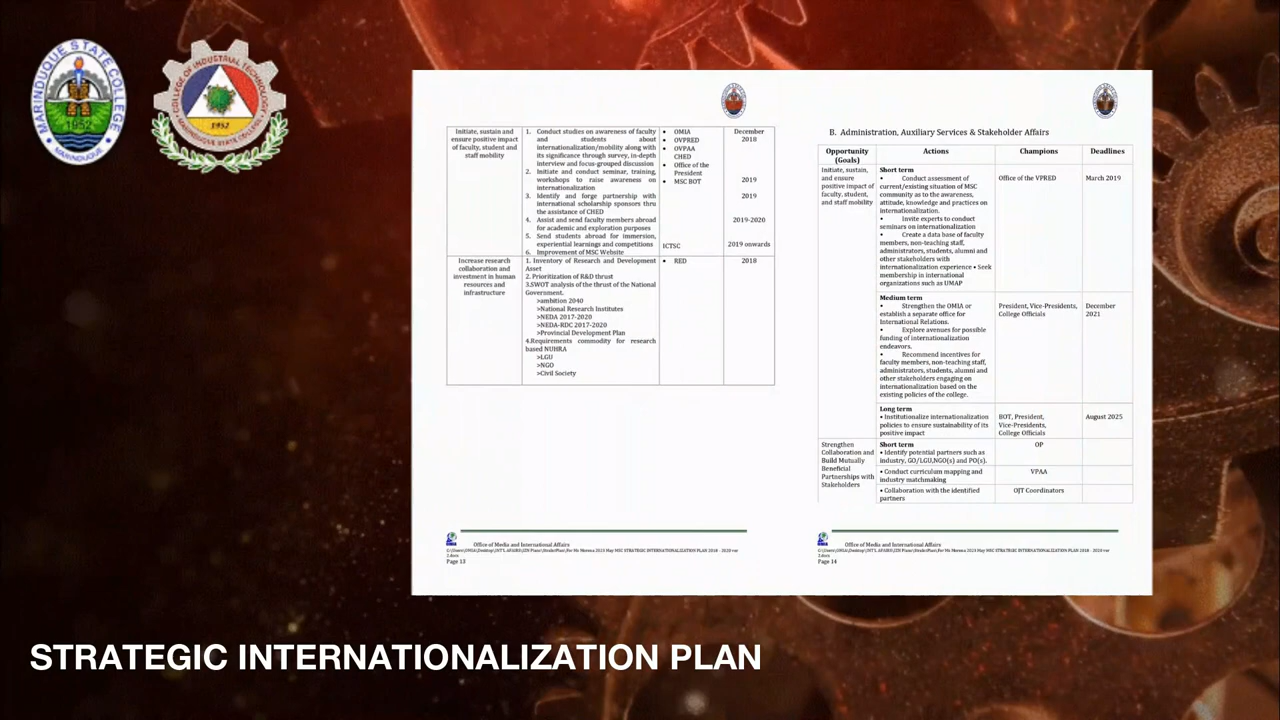 MARINDUQUE STATE COLLEGE
1952
MARINDUQUE
COLLEGE OF INDUSTRIAL TECHNOLOGY
1952
MARINDUQUE STATE COLLEGE
Initiate, sustain and
ensure positive impact
of faculty, student and
staff mobility
1. Conduct studies on awareness of faculty
and students about
internationalization/mobility along with
its significance through survey, in-depth
interview and focus-grouped discussion
2. Initiate and conduct seminar, training,
workshops to raise awareness on
internationalization
3. Identify and forge partnership with
international scholarship sponsors thru
the assistance of CHED
4. Assist and send faculty members abroad
for academic and exploration purposes
5. Send students abroad for immersion,
experiential learnings and competitions
6. Improvement of MSC Website
• OMIA
• OVPRED
• OVPAA
CHED
• Office of the
President
• MSC BOT
ICTSC
December
2018
2019
2019
2019-2020
2019 onwards
Increase research
collaboration and
investment in human
resources and
infrastructure
1. Inventory of Research and Development
Asset
2. Prioritization of R&D thrust
3.SWOT analysis of the thrust of the National
Government.
>ambition 2040
>National Research Institutes
>NEDA 2017-2020
>NEDA-RDC 2017-2020
>Provincial Development Plan
4.Requirements commodity for research
based NUHRA
>LGU
>NGO
>Civil Society
• RED
2018
Office of Media and International Affairs
Page 13
B. Administration, Auxiliary Services & Stakeholder Affairs
Opportunity
(Goals)
Actions
Champions
Deadlines
Initiate, sustain,
and ensure
positive impact of
faculty, student,
and staff mobility
Short term
• Conduct assessment of
current/existing situation of MSC
community as to the awareness,
attitude, knowledge and practices on
internationalization.
• Invite experts to conduct
seminars on internationalization
• Create a data base of faculty
members, non-teaching staff,
administrators, students, alumni and
other stakeholders with
internationalization experience • Seek
membership in international
organizations such as UMAP
Office of the VPRED
March 2019
Medium term
• Strengthen the OMIA or
establish a separate office for
International Relations.
• Explore avenues for possible
funding of internationalization
endeavors.
• Recommend incentives for
faculty members, non-teaching staff,
administrators, students, alumni and
other stakeholders engaging on
internationalization based on the
existing policies of the college.
President, Vice-Presidents,
College Officials
December
2021
Long term
• Institutionalize internationalization
policies to ensure sustainability of its
positive impact
BOT, President,
Vice-Presidents,
College Officials
August 2025
Strengthen
Collaboration and
Build Mutually
Beneficial
Partnerships with
Stakeholders
Short term
• Identify potential partners such as
industry, GO/LGU,NGO(s) and PO(s).
OP
• Conduct curriculum mapping and
industry matchmaking
VPAA
• Collaboration with the identified
partners
OJT Coordinators
Office of Media and International Affairs
Page 14
STRATEGIC INTERNATIONALIZATION PLAN